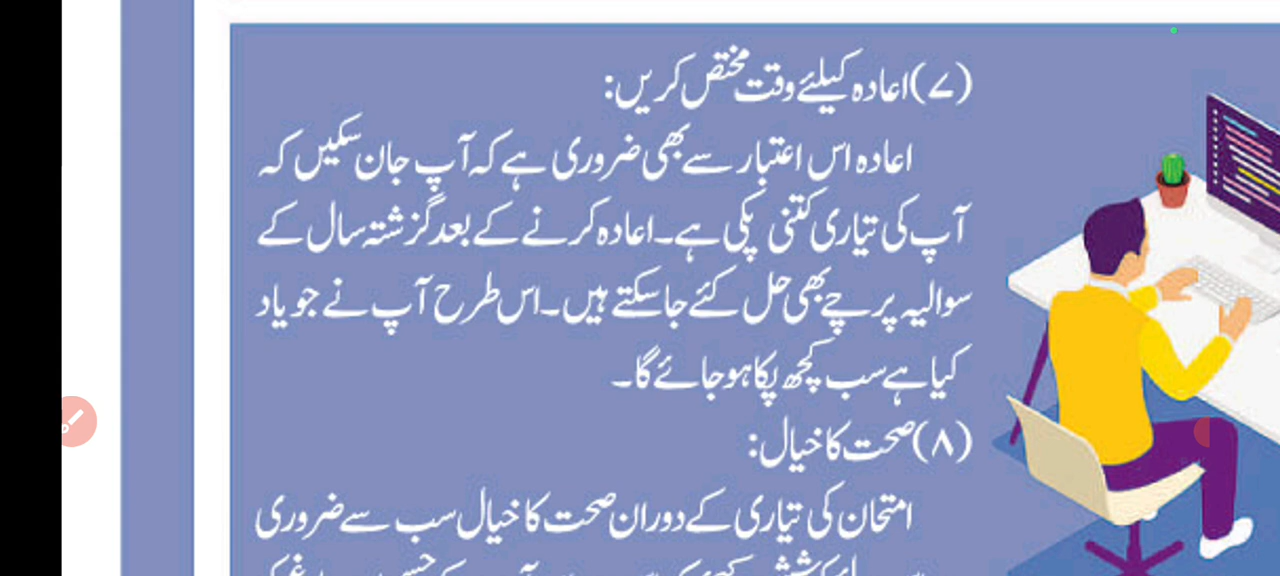 (۷) اعادہ کیلئے وقت مختص کریں:
اعادہ اس اعتبار سے بھی ضروری ہے کہ آپ جان سکیں کہ
آپ کی تیاری کتنی پکی ہے۔ اعادہ کرنے کے بعد گزشتہ سال کے
سوالیہ پرچے بھی حل کئے جاسکتے ہیں۔ اس طرح آپ نے جو یاد
کیا ہے سب کچھ پکا ہوجائے گا۔
(۸) صحت کا خیال:
امتحان کی تیاری کے دوران صحت کا خیال سب سے ضروری